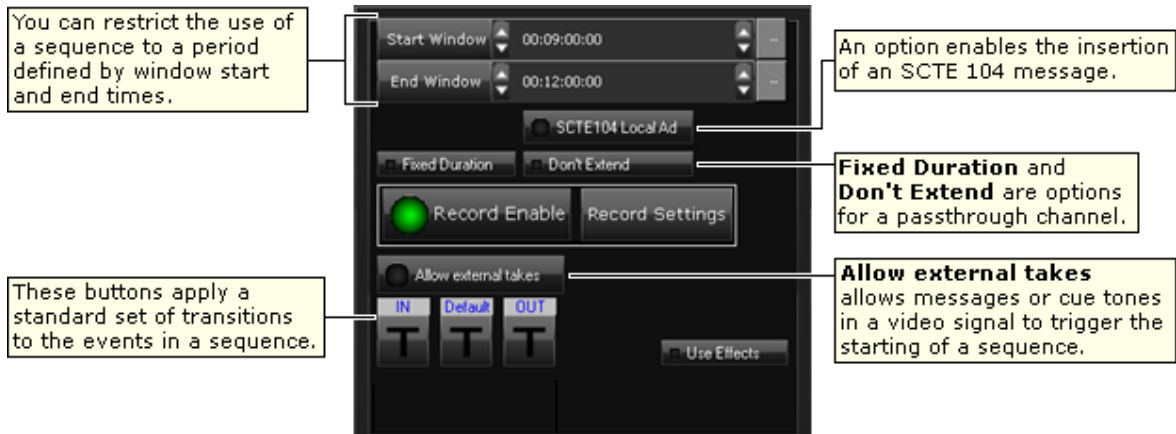 You can restrict the use of
a sequence to a period
defined by window start
and end times.
Start Window
00:09:00:00
...
End Window
00:12:00:00
...
An option enables the insertion
of an SCTE 104 message.
SCTE104 Local Ad
Fixed Duration
Don't Extend
Fixed Duration and
Don't Extend are options
for a passthrough channel.
Record Enable
Record Settings
Allow external takes
Allow external takes
allows messages or cue tones
in a video signal to trigger the
starting of a sequence.
These buttons apply a
standard set of transitions
to the events in a sequence.
IN
Default
OUT
T
T
T
Use Effects